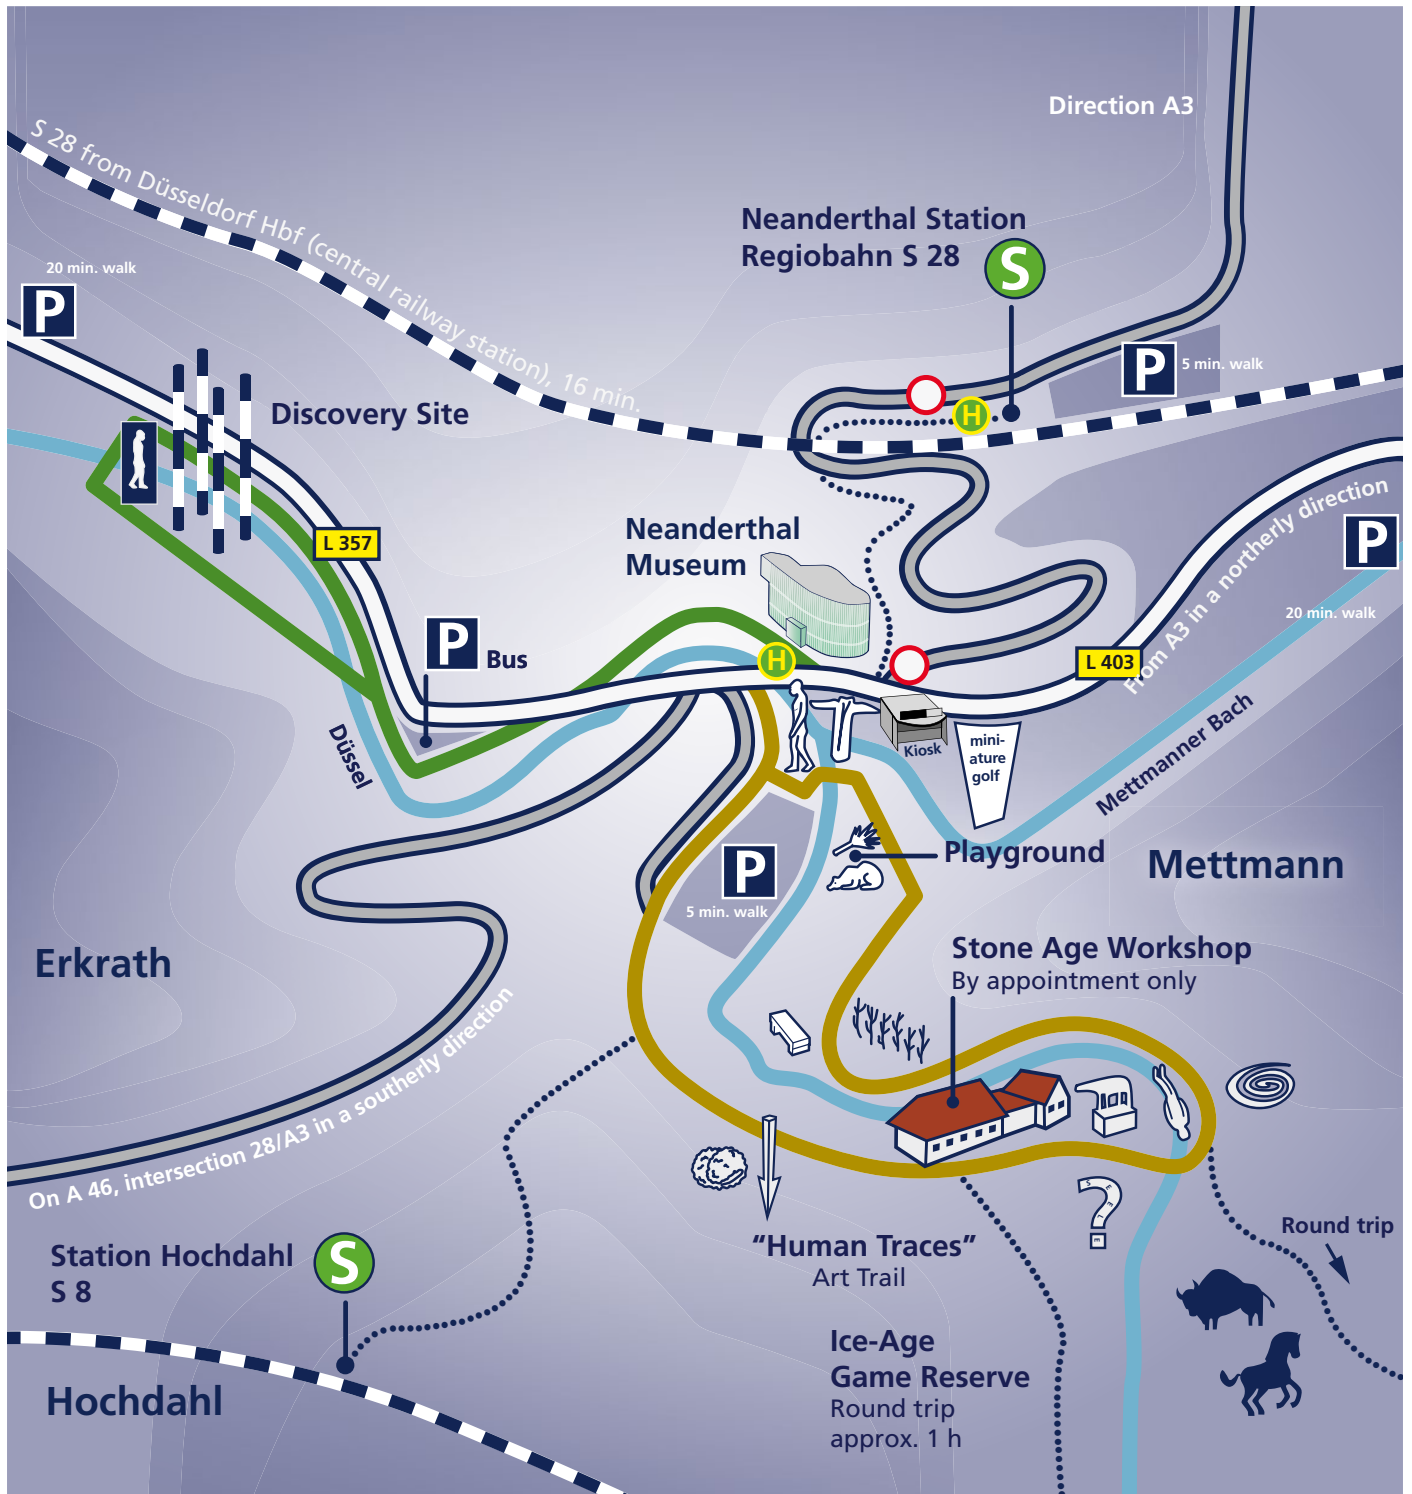 Direction A3
S 28 from Düsseldorf Hbf (central railway station), 16 min.
Neanderthal Station
Regiobahn S 28
S
20 min. walk
P
P
5 min. walk
H
Discovery Site
L 357
Neanderthal
Museum
From A3 in a northerly direction
P
20 min. walk
P
Bus
H
L 403
Düssel
Kiosk
mini-
ature
golf
Mettmanner Bach
Playground
Mettmann
P
5 min. walk
Erkrath
Stone Age Workshop
By appointment only
On A 46, intersection 28/A3 in a southerly direction
SEELE
Station Hochdahl
S 8
S
"Human Traces"
Art Trail
Round trip
Ice-Age
Game Reserve
Round trip
approx. 1 h
Hochdahl